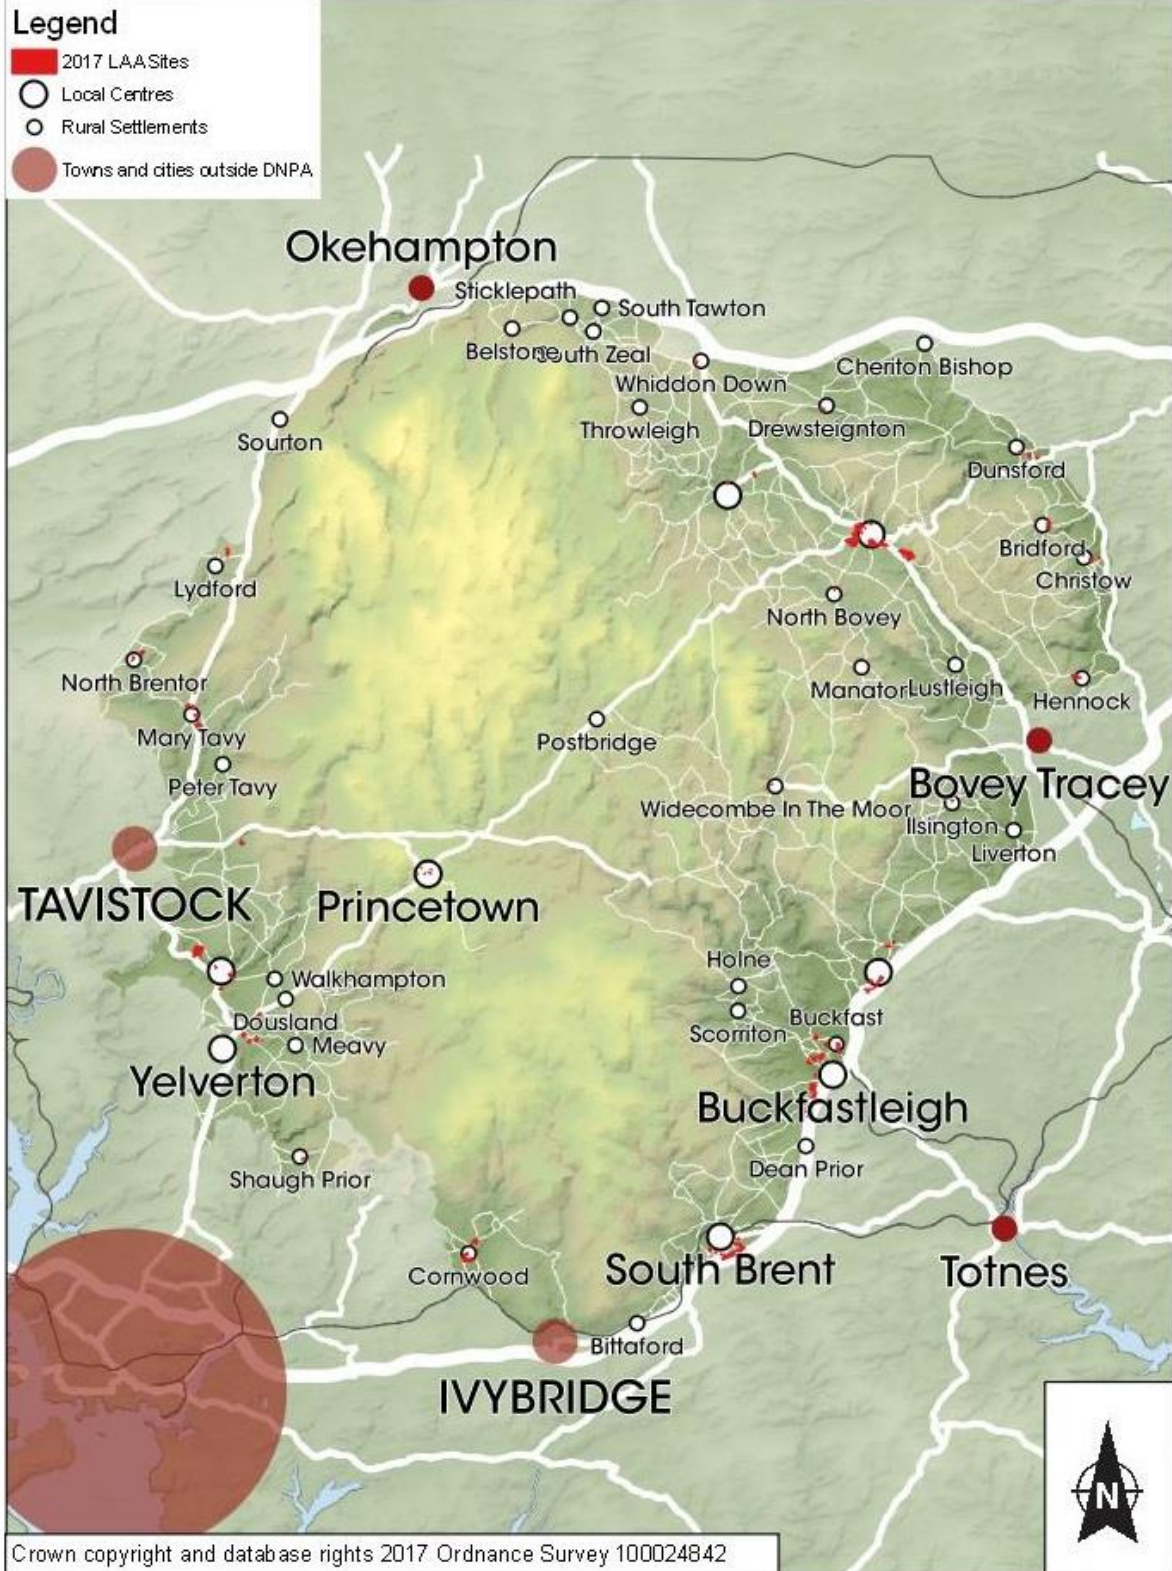 Legend
2017 LAA Sites
Local Centres
Rural Settlements
Towns and cities outside DNPA
Okehampton
Sticklepath
South Tawton
Belstone
South Zeal
Cheriton Bishop
Whiddon Down
Throwleigh
Drewsteignton
Sourton
Dunsford
Bridford
Christow
Lydford
North Bovey
North Brentor
Manator
Lustleigh
Hennock
Mary Tavy
Postbridge
Peter Tavy
Bovey Tracey
Widecombe In The Moor
Ilsington
Liverton
TAVISTOCK
Princetown
Holne
Walkhampton
Buckfast
Dousland
Scorriton
Meavy
Yelverton
Buckfastleigh
Dean Prior
Shaugh Prior
Cornwood
South Brent
Totnes
Bittaford
IVYBRIDGE
N
Crown copyright and database rights 2017 Ordnance Survey 100024842